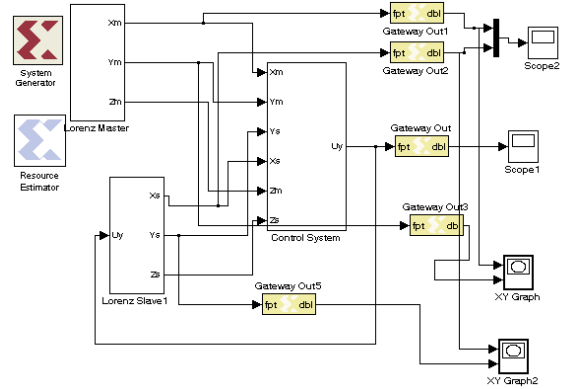 fpt dbl
Gateway Out1
Scope2
System
Generator
Xm
Ym
Zm
Lorenz Master
fpt dbl
Gateway Out2
Resource
Estimator
Xm
Ym
Ys
Xs
Zm
Zs
Uy
Control System
Gateway Out
fpt dbl
Scope1
Uy
Xs
Ys
Zs
Lorenz Slave1
Gateway Out3
fpt db
Gateway Out5
fpt dbl
XY Graph
XY Graph2